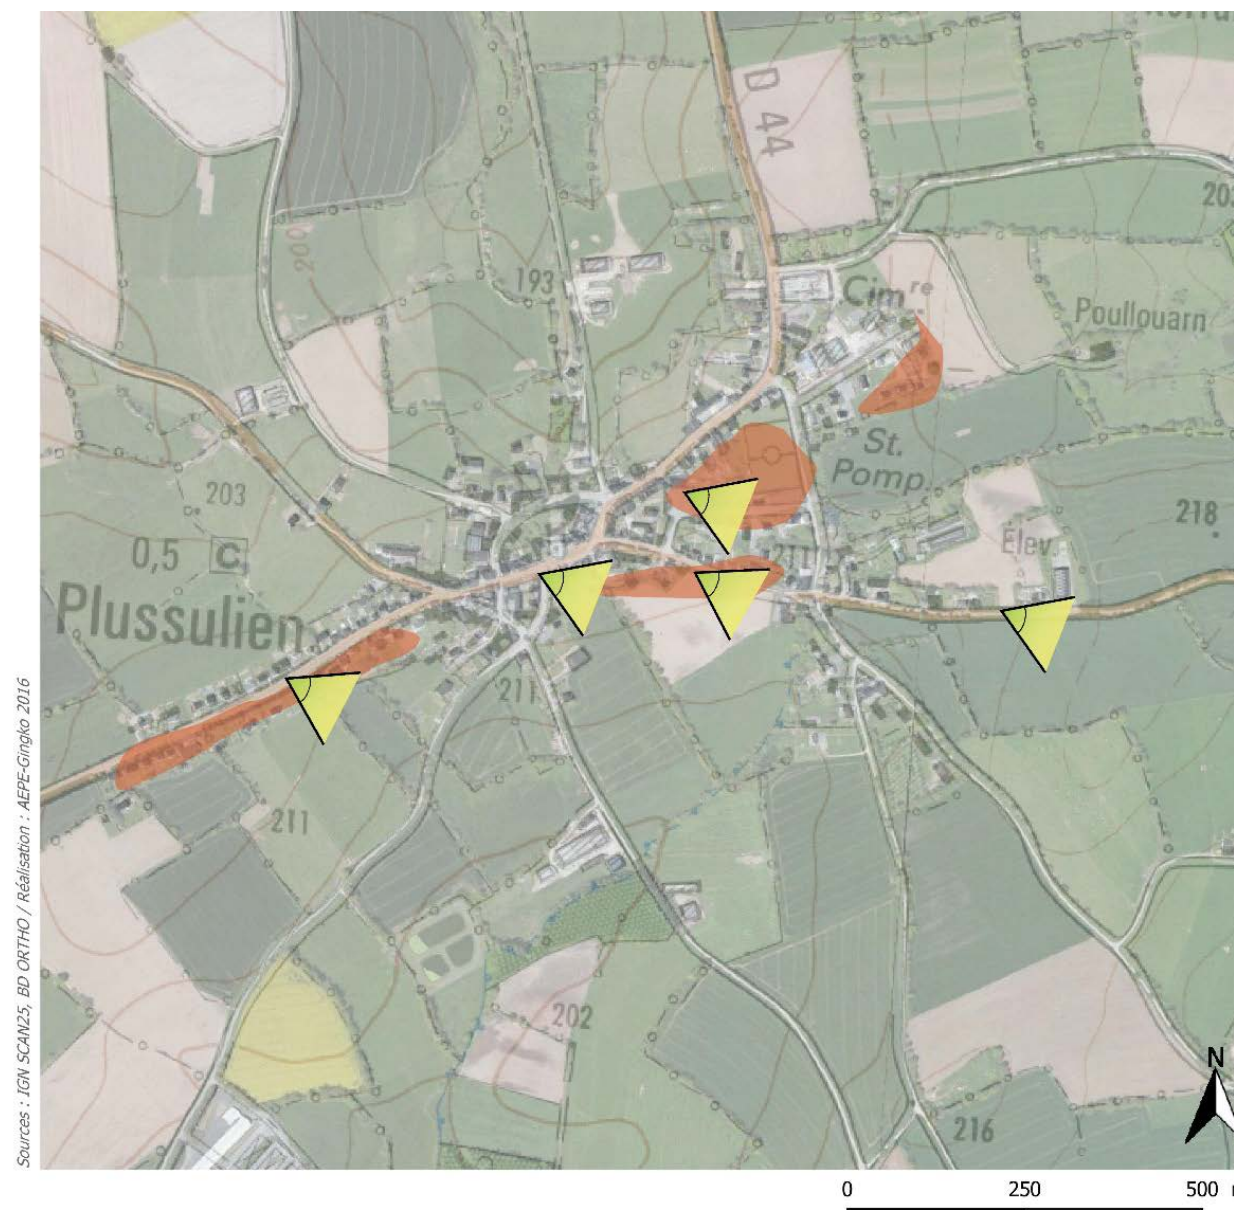 D 44
203
200
193
Cim.re
Poullouarn
St.
Pomp.
203
218
0,5 C
Élev.
211
Plussulien
211
211
202
216
N
Sources : IGN SCAN25, BD ORTHO / Réalisation : AEPE-Gingko 2016
0 250 500